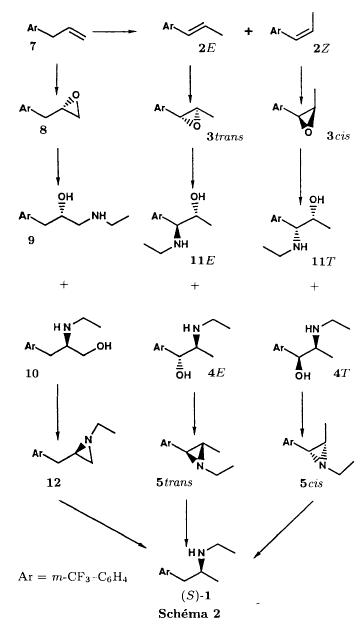 Ar Ar + Ar
7 2E 2Z
Ar O Ar O Ar O
8 3trans 3cis
OH OH OH
Ar HN Ar Ar
NH NH
9 11E 11T
+ + +
HN HN HN
Ar OH Ar Ar
OH OH
10 4E 4T
N
Ar Ar N Ar N
12 5trans 5cis
HN
Ar = m-CF3-C6H4 Ar
(S)-1
Schéma 2